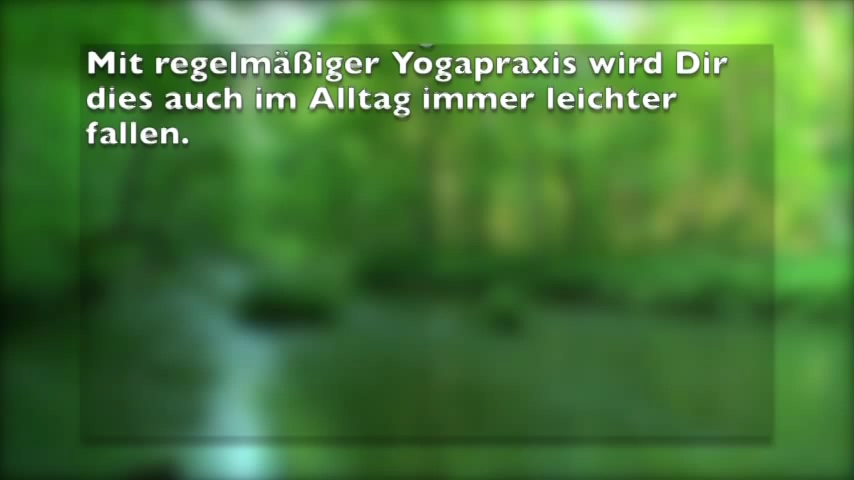 Mit regelmäßiger Yogapraxis wird Dir
dies auch im Alltag immer leichter
fallen.